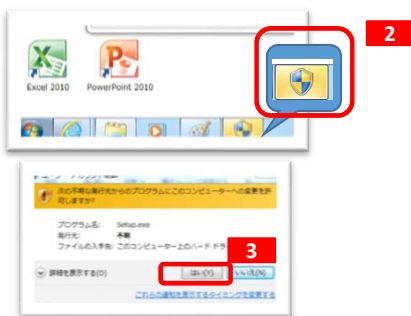 2
Excel 2010
PowerPoint 2010
次の不明な発行元からのプログラムにこのコンピューターへの変更を許
可しますか?
プログラム名: Setup.exe
発行元: 不明
ファイルの入手先: このコンピューター上のハード ドラ
3
詳細を表示する(D)
はい(Y)
いいえ(N)
これらの通知を表示するタイミングを変更する